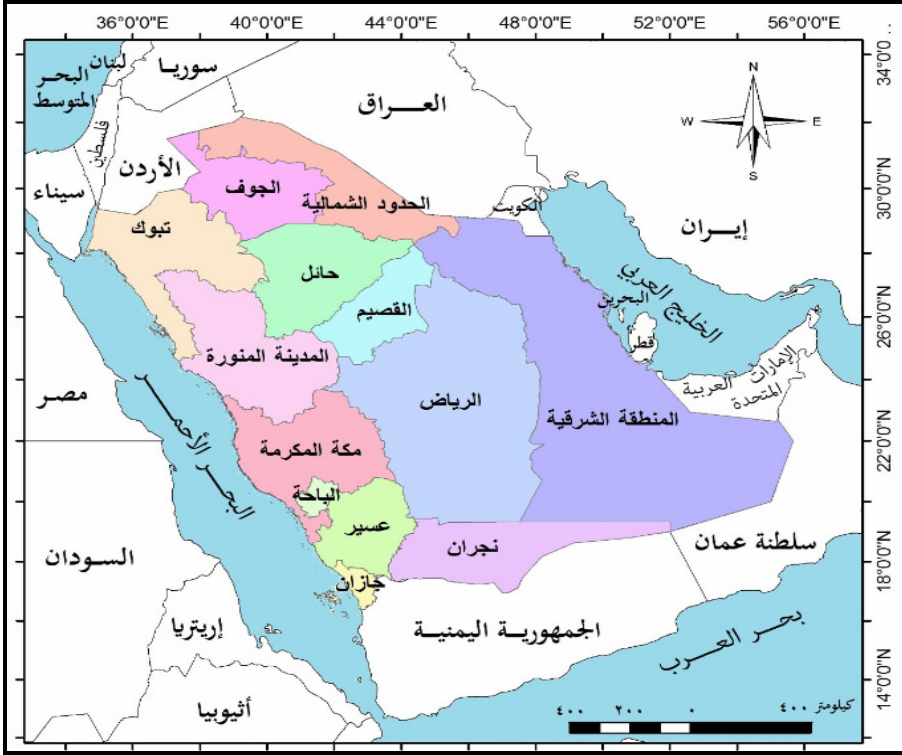 36°0'0"E 40°0'0"E 44°0'0"E 48°0'0"E 52°0'0"E 56°0'0"E
34°0'0 ..
30°0'0"N
26°0'0"N
22°0'0"N
18°0'0"N
14°0'0"N
N
W E
S
لبنان
سوريا
البحر
المتوسط
فلسطين
العراق
الأردن
سيناء
الجوف
الحدود الشمالية
الكويت
إيران
تبوك
حائل
القصيم
الخليج العربي
البحرين
قطر
المدينة المنورة
الإمارات العربية
المتحدة
مصر
الرياض
المنطقة الشرقية
البحر الأحمر
مكة المكرمة
الباحة
عسير
نجران
سلطنة عمان
السودان
جازان
الجمهورية اليمنية
إريتريا
بحر العرب
أثيوبيا
٤٠٠ ٢٠٠ ٠ ٤٠٠ كيلومتر